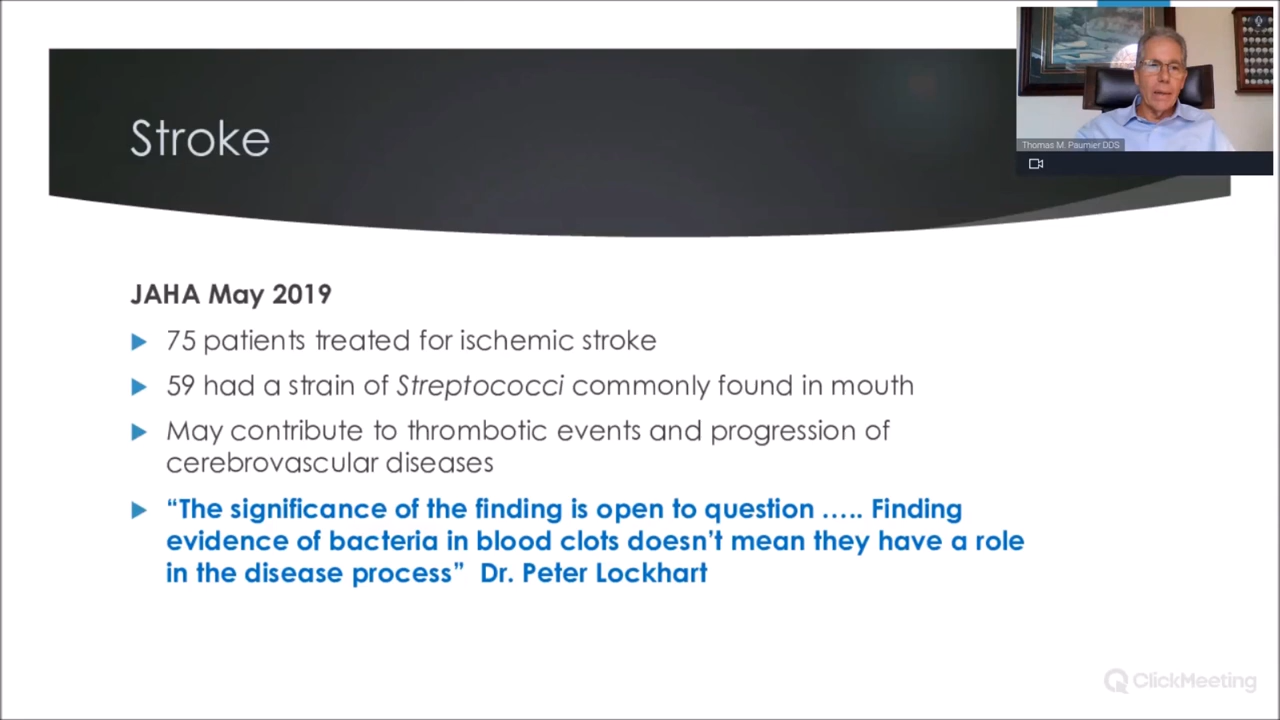 Stroke
Thomas M. Paumier DDS
JAHA May 2019
75 patients treated for ischemic stroke
59 had a strain of Streptococci commonly found in mouth
May contribute to thrombotic events and progression of
cerebrovascular diseases
“The significance of the finding is open to question ..... Finding
evidence of bacteria in blood clots doesn’t mean they have a role
in the disease process” Dr. Peter Lockhart
ClickMeeting